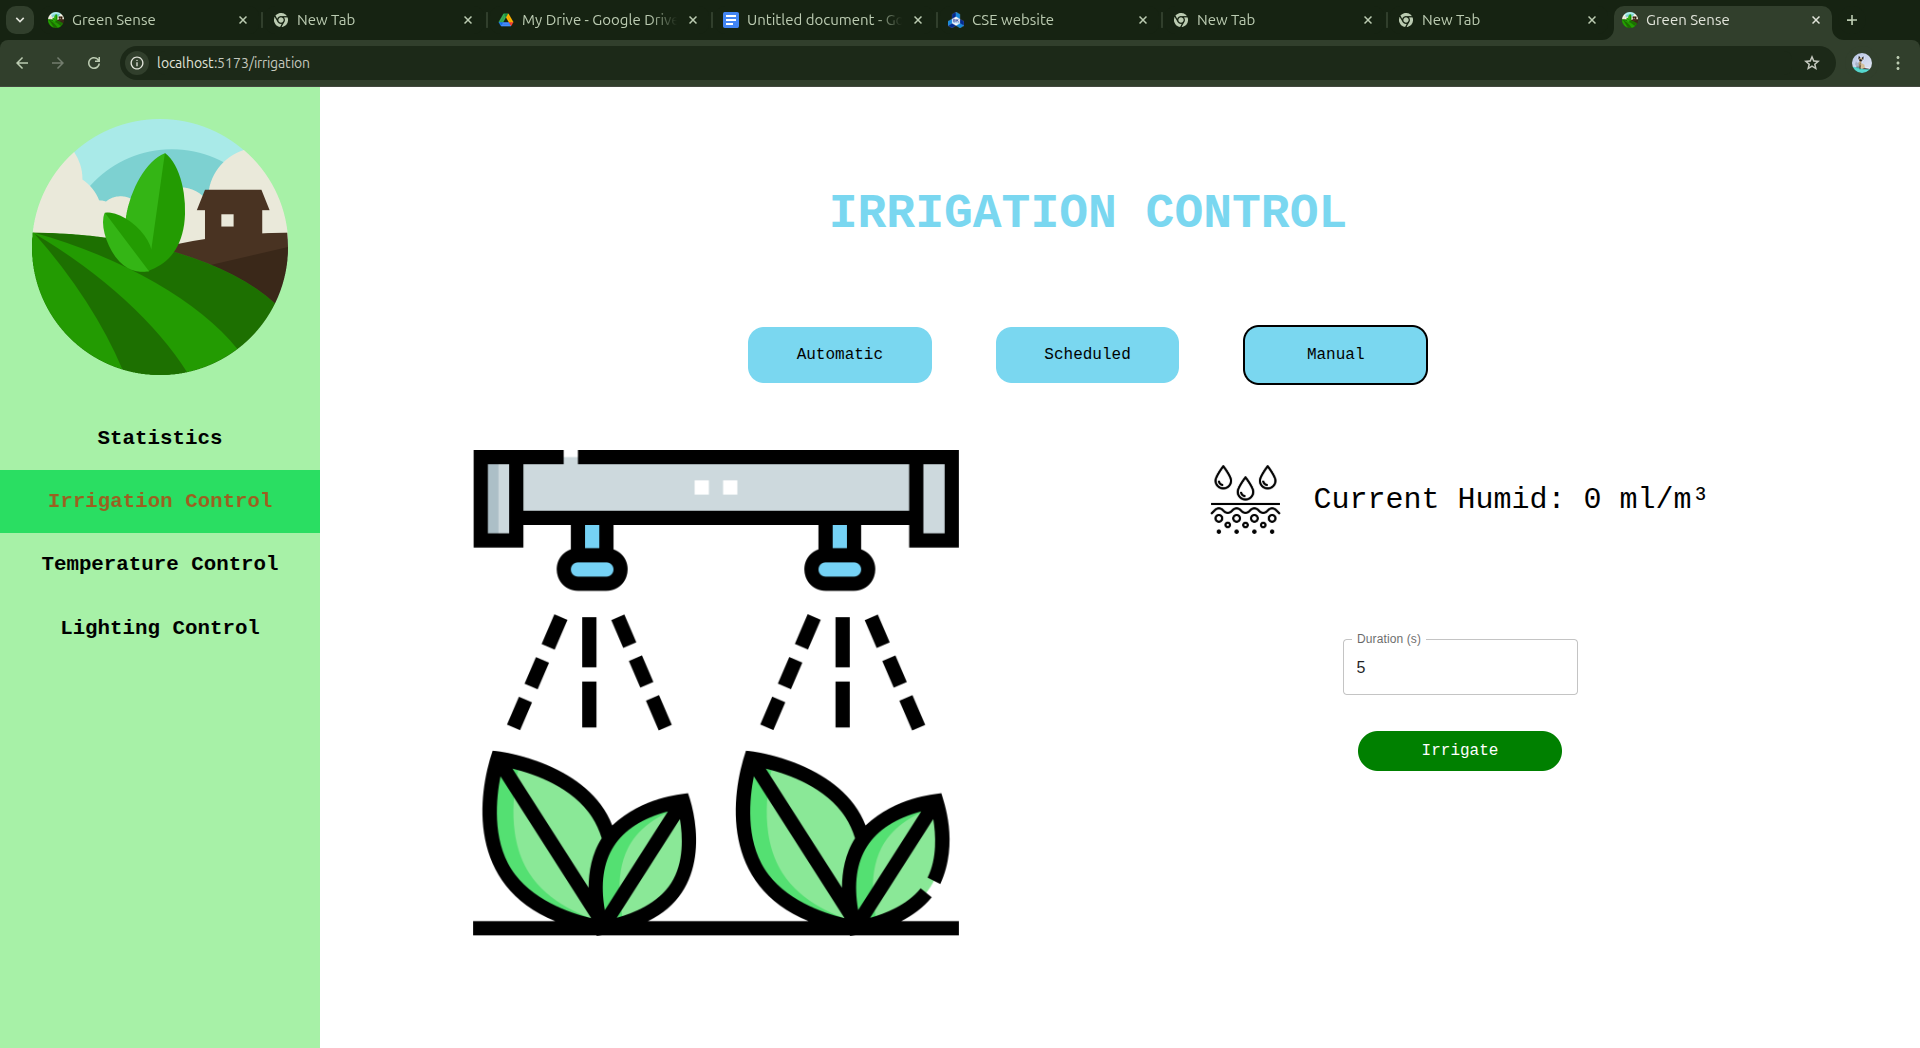 Green Sense
New Tab
My Drive - Google Drive
Untitled document - Go
CSE website
New Tab
New Tab
Green Sense
localhost:5173/irrigation
Statistics
Irrigation Control
Temperature Control
Lighting Control
IRRIGATION CONTROL
Automatic
Scheduled
Manual
Current Humid: 0 ml/m³
Duration (s)
5
Irrigate